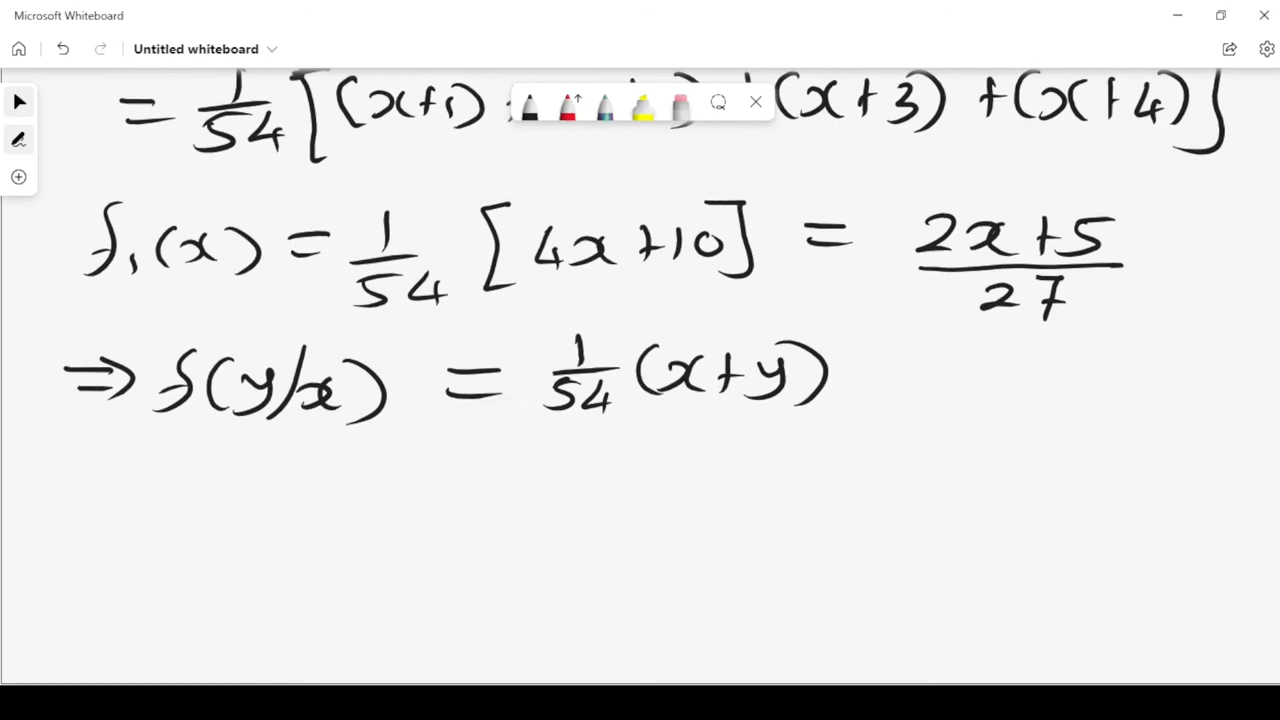 Microsoft Whiteboard
Untitled whiteboard
= 1/54 [(x+1) (x+3) + (x+4)]
f₁(x) = 1/54 [4x+10] = (2x+5)/27
⇒ f(y/x) = 1/54 (x+y)